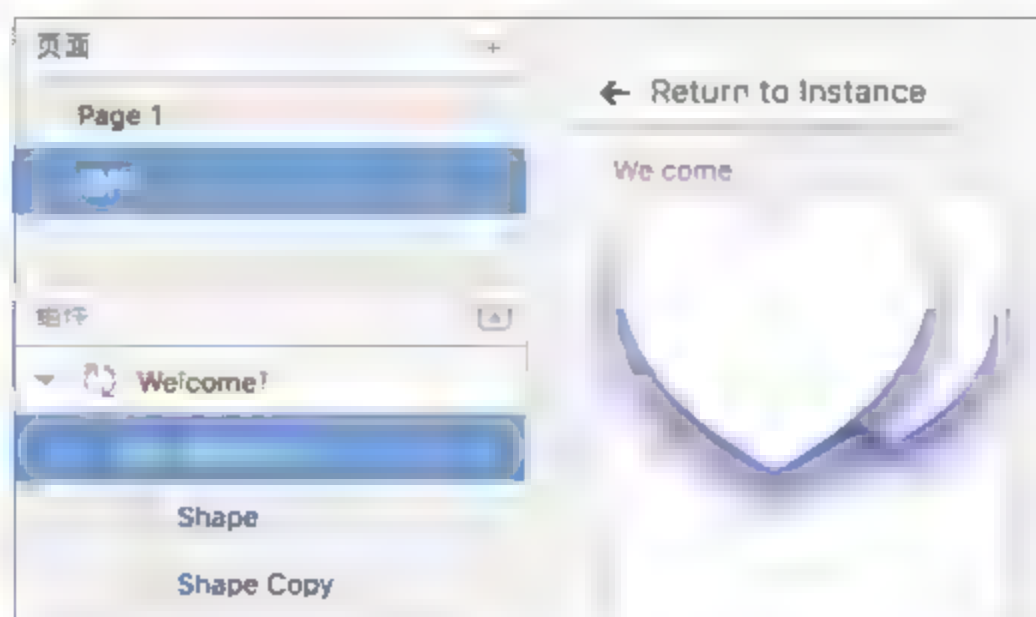 页面
Page 1
Return to Instance
We come
Welcome!
Shape
Shape Copy